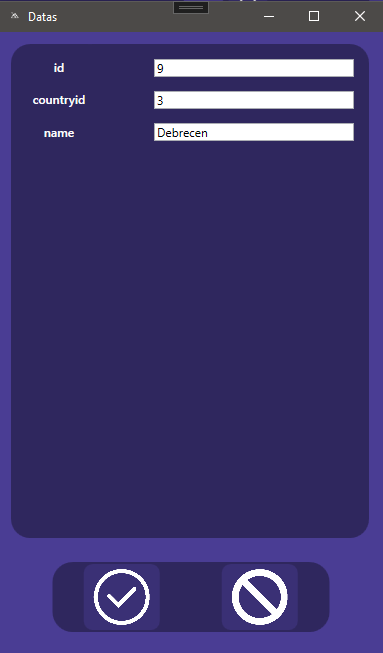 Datas
id 9
countryid 3
name Debrecen